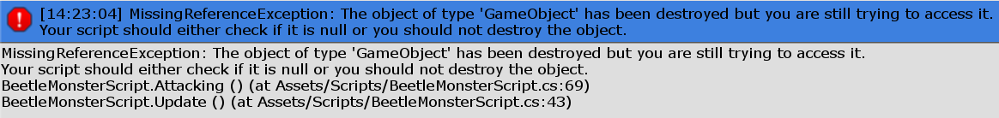 [14:23:04] MissingReferenceException: The object of type 'GameObject' has been destroyed but you are still trying to access it.
Your script should either check if it is null or you should not destroy the object.
MissingReferenceException: The object of type 'GameObject' has been destroyed but you are still trying to access it.
Your script should either check if it is null or you should not destroy the object.
BeetleMonsterScript.Attacking () (at Assets/Scripts/BeetleMonsterScript.cs:69)
BeetleMonsterScript.Update () (at Assets/Scripts/BeetleMonsterScript.cs:43)